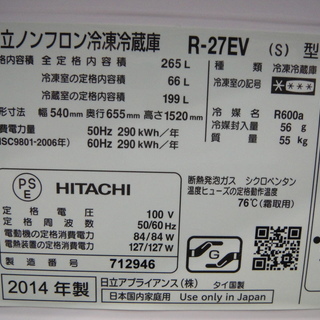 立ノンフロン冷凍冷蔵庫 R-27EV (S) 型
内容積 全定格内容積 265 L
冷凍室の定格内容積 66 L
冷蔵室の定格内容積 199 L
種類 冷凍冷蔵庫
冷凍室の記号 ***
形寸法 幅 540mm 奥行 655mm 高さ 1520mm
費電力量 50Hz 290 kWh/年
(JISC9801-2006年) 60Hz 290 kWh/年
冷媒 R600a
冷媒封入量 56 g
質量 55 kg
断熱発泡ガス シクロペンタン
温度ヒューズの定格動作温度
76℃(霜取用)
PS
E
HITACHI
定格電圧 100 V
定格周波数 50/60 Hz
電動機の定格消費電力 84/84 W
電熱装置の定格消費電力 127/127 W
製造番号 712946
G
2014 年製
日立アプライアンス(株) タイ国製
日本国内家庭用 Use only in Japan